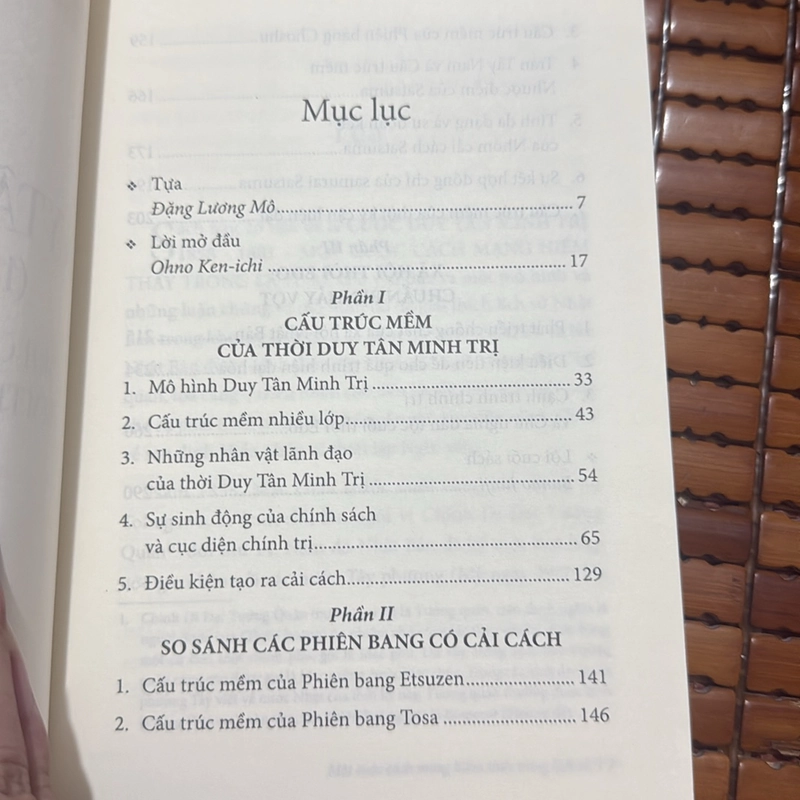 Mục lục
❖ Tựa
Đặng Lương Mô 7
❖ Lời mở đầu
Ohno Ken-ichi 17
Phần I
CẤU TRÚC MỀM
CỦA THỜI DUY TÂN MINH TRỊ
1. Mô hình Duy Tân Minh Trị 33
2. Cấu trúc mềm nhiều lớp 43
3. Những nhân vật lãnh đạo
của thời Duy Tân Minh Trị 54
4. Sự sinh động của chính sách
và cục diện chính trị 65
5. Điều kiện tạo ra cải cách 129
Phần II
SO SÁNH CÁC PHIÊN BANG CÓ CẢI CÁCH
1. Cấu trúc mềm của Phiên bang Etsuzen 141
2. Cấu trúc mềm của Phiên bang Tosa 146